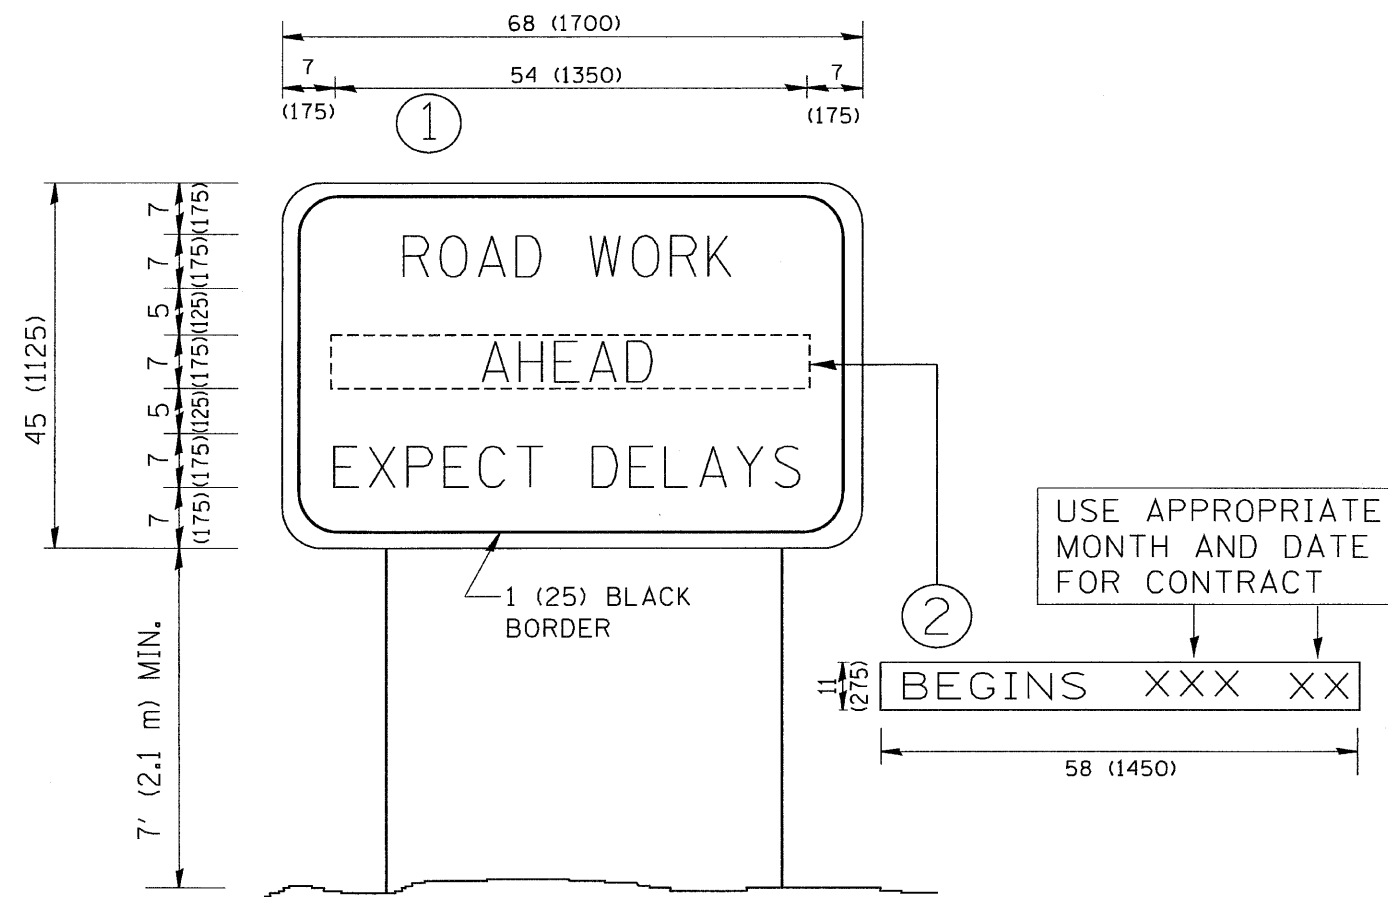 68 (1700)
7
54 (1350)
7
(175)
(175)
1
7
(175)
7
(175)
5
(125)
7
(175)
5
(125)
7
(175)
7
(175)
45 (1125)
ROAD WORK
AHEAD
EXPECT DELAYS
1 (25) BLACK
BORDER
7' (2.1 m) MIN.
USE APPROPRIATE
MONTH AND DATE
FOR CONTRACT
2
11
(275)
BEGINS XXX XX
58 (1450)